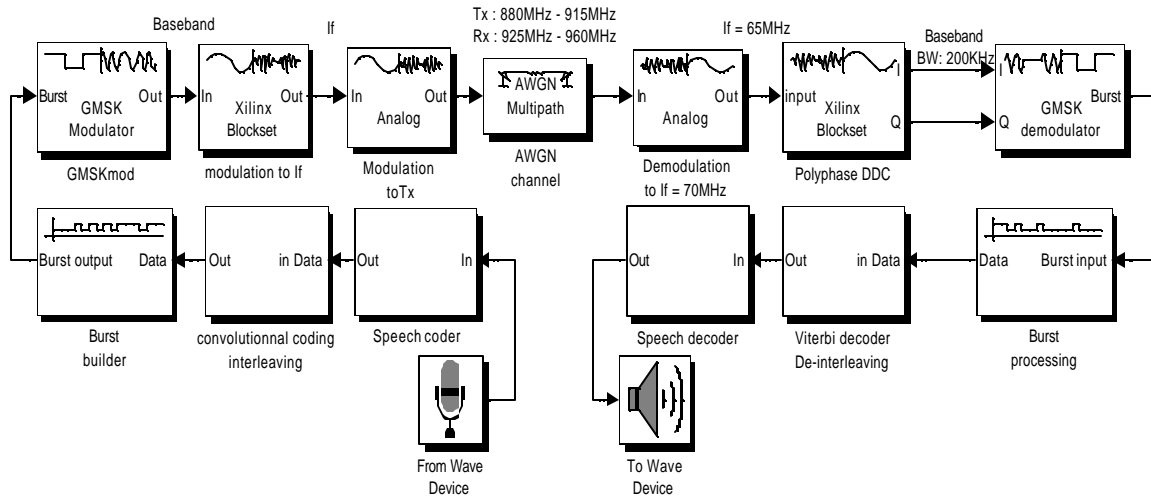 Baseband
If
Tx : 880MHz - 915MHz
Rx : 925MHz - 960MHz
If = 65MHz
Baseband
BW: 200KHz
Burst
Out
GMSK
Modulator
GMSKmod
In
Out
Xilinx
Blockset
modulation to If
In
Out
Analog
Modulation
toTx
AWGN
Multipath
AWGN
channel
In
Out
Analog
Demodulation
to If = 70MHz
input
I
Q
Xilinx
Blockset
Polyphase DDC
I
Q
Burst
GMSK
demodulator
Burst output
Data
Burst
builder
Out
in Data
convolutionnal coding
interleaving
Out
In
Speech coder
Out
In
Speech decoder
Out
in Data
Viterbi decoder
De-interleaving
Data
Burst input
Burst
processing
From Wave
Device
To Wave
Device